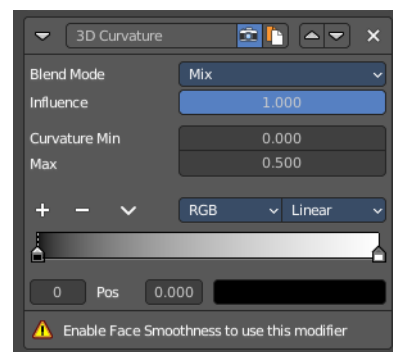 3D Curvature
Blend Mode Mix
Influence 1.000
Curvature Min 0.000
Max 0.500
RGB Linear
0 Pos 0.000
Enable Face Smoothness to use this modifier